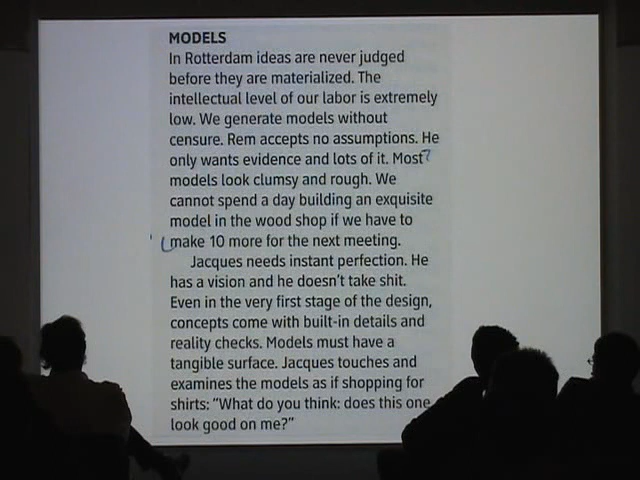 MODELS
In Rotterdam ideas are never judged
before they are materialized. The
intellectual level of our labor is extremely
low. We generate models without
censure. Rem accepts no assumptions. He
only wants evidence and lots of it. Most?
models look clumsy and rough. We
cannot spend a day building an exquisite
model in the wood shop if we have to
make 10 more for the next meeting.
Jacques needs instant perfection. He
has a vision and he doesn't take shit.
Even in the very first stage of the design,
concepts come with built-in details and
reality checks. Models must have a
tangible surface. Jacques touches and
examines the models as if shopping for
shirts: "What do you think: does this one
look good on me?"